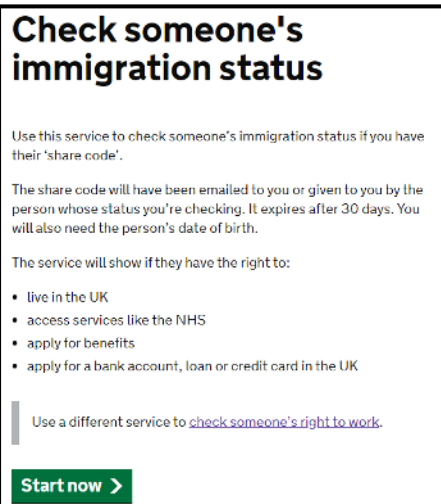 Check someone's
immigration status
Use this service to check someone's immigration status if you have
their ‘share code’.
The share code will have been emailed to you or given to you by the
person whose status you're checking. It expires after 30 days. You
will also need the person's date of birth.
The service will show if they have the right to:
• live in the UK
• access services like the NHS
• apply for benefits
• apply for a bank account, loan or credit card in the UK
Use a different service to check someone's right to work.
Start now >